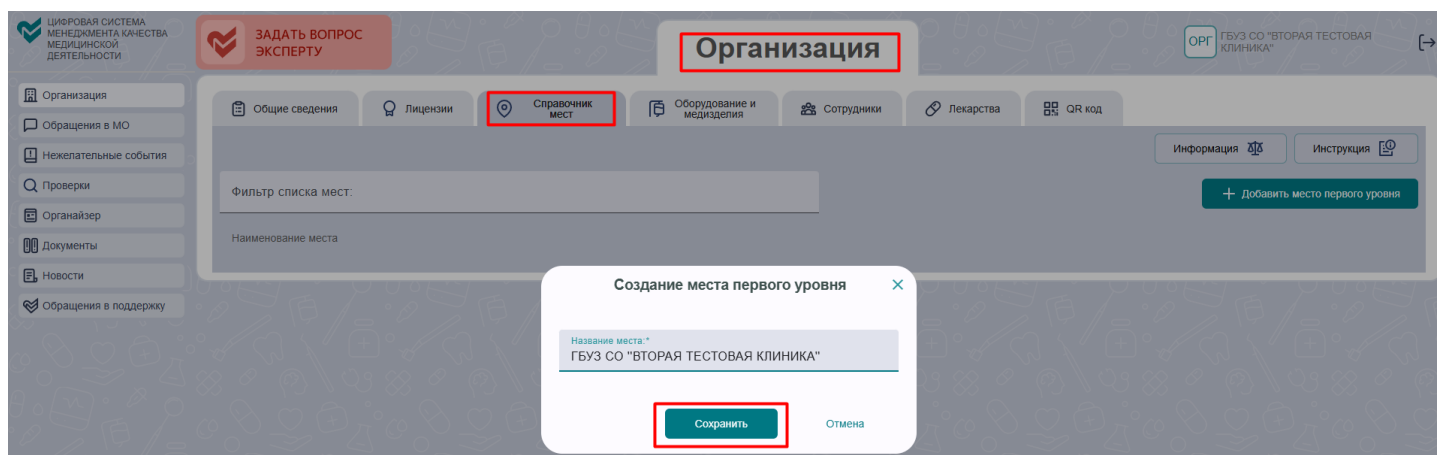 ЦИФРОВАЯ СИСТЕМА
МЕНЕДЖМЕНТА КАЧЕСТВА
МЕДИЦИНСКОЙ
ДЕЯТЕЛЬНОСТИ
ЗАДАТЬ ВОПРОС
ЭКСПЕРТУ
Организация
ОРГ
ГБУЗ СО "ВТОРАЯ ТЕСТОВАЯ
КЛИНИКА"
Организация
Обращения в МО
Нежелательные события
Проверки
Органайзер
Документы
Новости
Обращения в поддержку
Общие сведения
Лицензии
Справочник
мест
Оборудование и
медизделия
Сотрудники
Лекарства
QR код
Информация
Инструкция
Фильтр списка мест:
+ Добавить место первого уровня
Наименование места
Создание места первого уровня
Название места:*
ГБУЗ СО "ВТОРАЯ ТЕСТОВАЯ КЛИНИКА"
Сохранить
Отмена